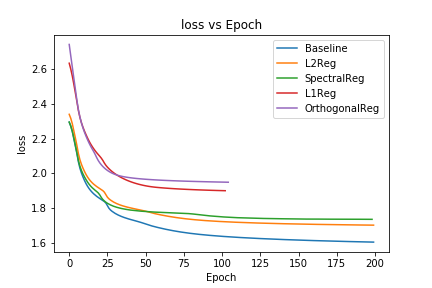 loss vs Epoch
Baseline
L2Reg
SpectralReg
L1Reg
OrthogonalReg
loss
2.6
2.4
2.2
2.0
1.8
1.6
0 25 50 75 100 125 150 175 200
Epoch